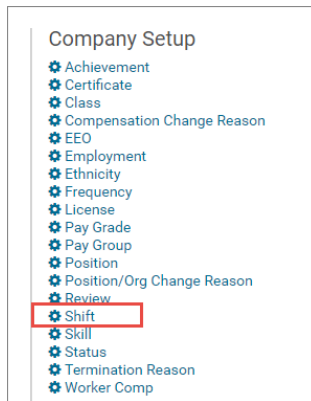 Company Setup
Achievement
Certificate
Class
Compensation Change Reason
EEO
Employment
Ethnicity
Frequency
License
Pay Grade
Pay Group
Position
Position/Org Change Reason
Review
Shift
Skill
Status
Termination Reason
Worker Comp